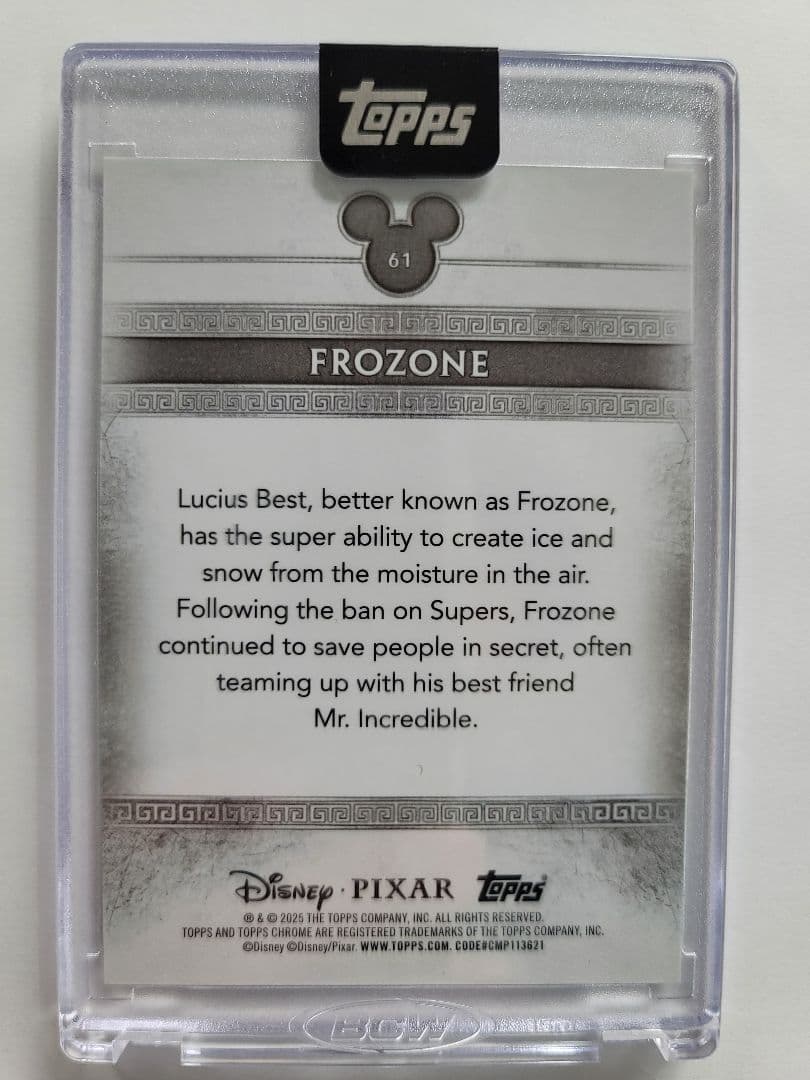 Topps
61
FROZONE
Lucius Best, better known as Frozone,
has the super ability to create ice and
snow from the moisture in the air.
Following the ban on Supers, Frozone
continued to save people in secret, often
teaming up with his best friend
Mr. Incredible.
Disney · PIXAR Topps®
® & © 2025 THE TOPPS COMPANY, INC. ALL RIGHTS RESERVED.
TOPPS AND TOPPS CHROME ARE REGISTERED TRADEMARKS OF THE TOPPS COMPANY, INC.
©Disney ©Disney/Pixar. WWW.TOPPS.COM. CODE#CMP113621
BCW